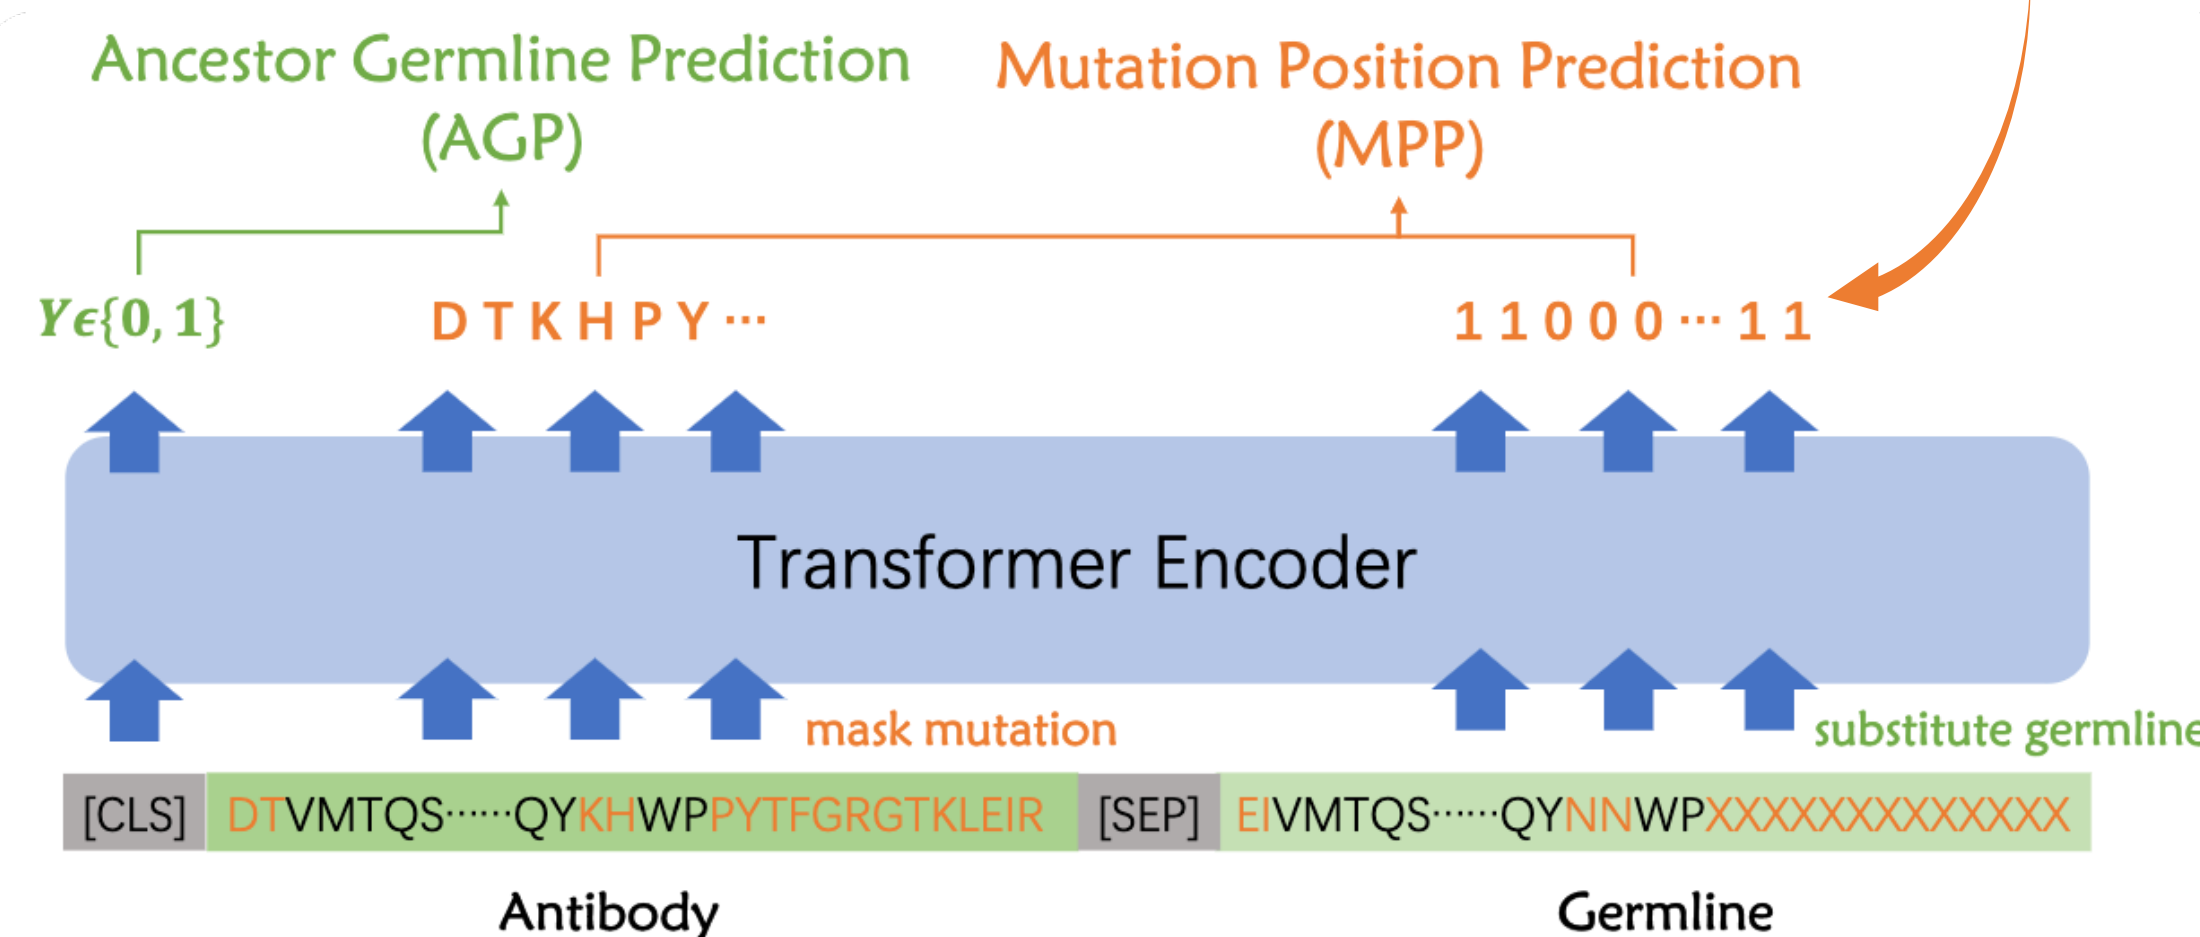 Ancestor Germline Prediction
(AGP)
Mutation Position Prediction
(MPP)
Yϵ{0, 1}
D T K H P Y ···
1 1 0 0 0 ··· 1 1
Transformer Encoder
mask mutation
substitute germline
[CLS] DTVMTQS······QYKHWPPYTFGRGTKLEIR [SEP] EIVMTQS······QYNNWPXXXXXXXXXXXXX
Antibody
Germline